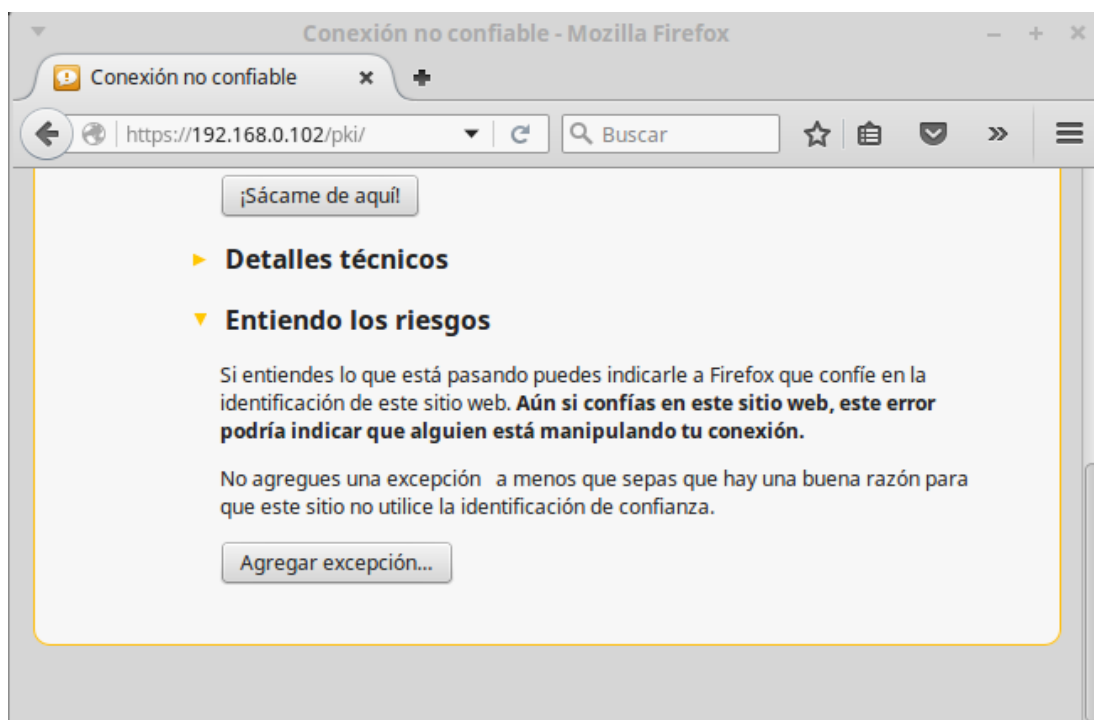 Conexión no confiable - Mozilla Firefox
Conexión no confiable
https://192.168.0.102/pki/
Buscar
¡Sácame de aquí!
Detalles técnicos
Entiendo los riesgos
Si entiendes lo que está pasando puedes indicarle a Firefox que confíe en la
identificación de este sitio web. Aún si confías en este sitio web, este error
podría indicar que alguien está manipulando tu conexión.
No agregues una excepción a menos que sepas que hay una buena razón para
que este sitio no utilice la identificación de confianza.
Agregar excepción...